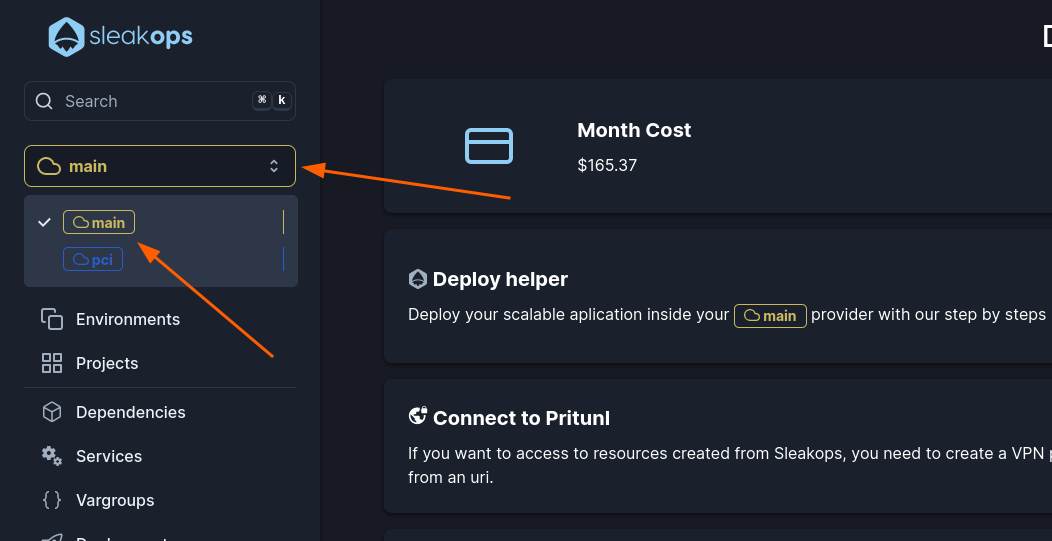 sleakops
Search ⌘ k
main
main
pci
Environments
Projects
Dependencies
Services
Vargroups
Month Cost
$165.37
Deploy helper
Deploy your scalable aplication inside your main provider with our step by steps
Connect to Pritunl
If you want to access to resources created from Sleakops, you need to create a VPN
from an uri.